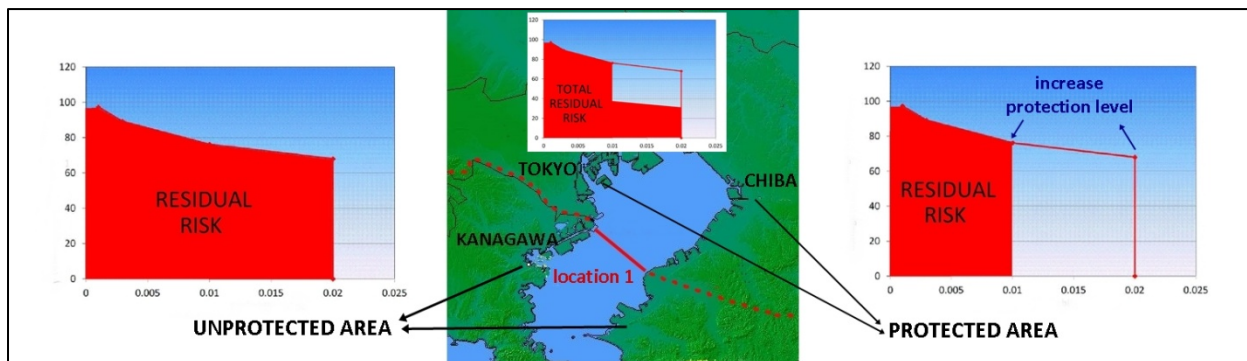 120
100
80
60
40
20
0
RESIDUAL
RISK
0 0.005 0.01 0.015 0.02 0.025
UNPROTECTED AREA
120
100
80
60
40
20
0
TOTAL
RESIDUAL
RISK
0 0.005 0.01 0.015 0.02 0.025
TOKYO
CHIBA
KANAGAWA
location 1
120
100
80
60
40
20
0
increase
protection level
RESIDUAL
RISK
0 0.005 0.01 0.015 0.02 0.025
PROTECTED AREA